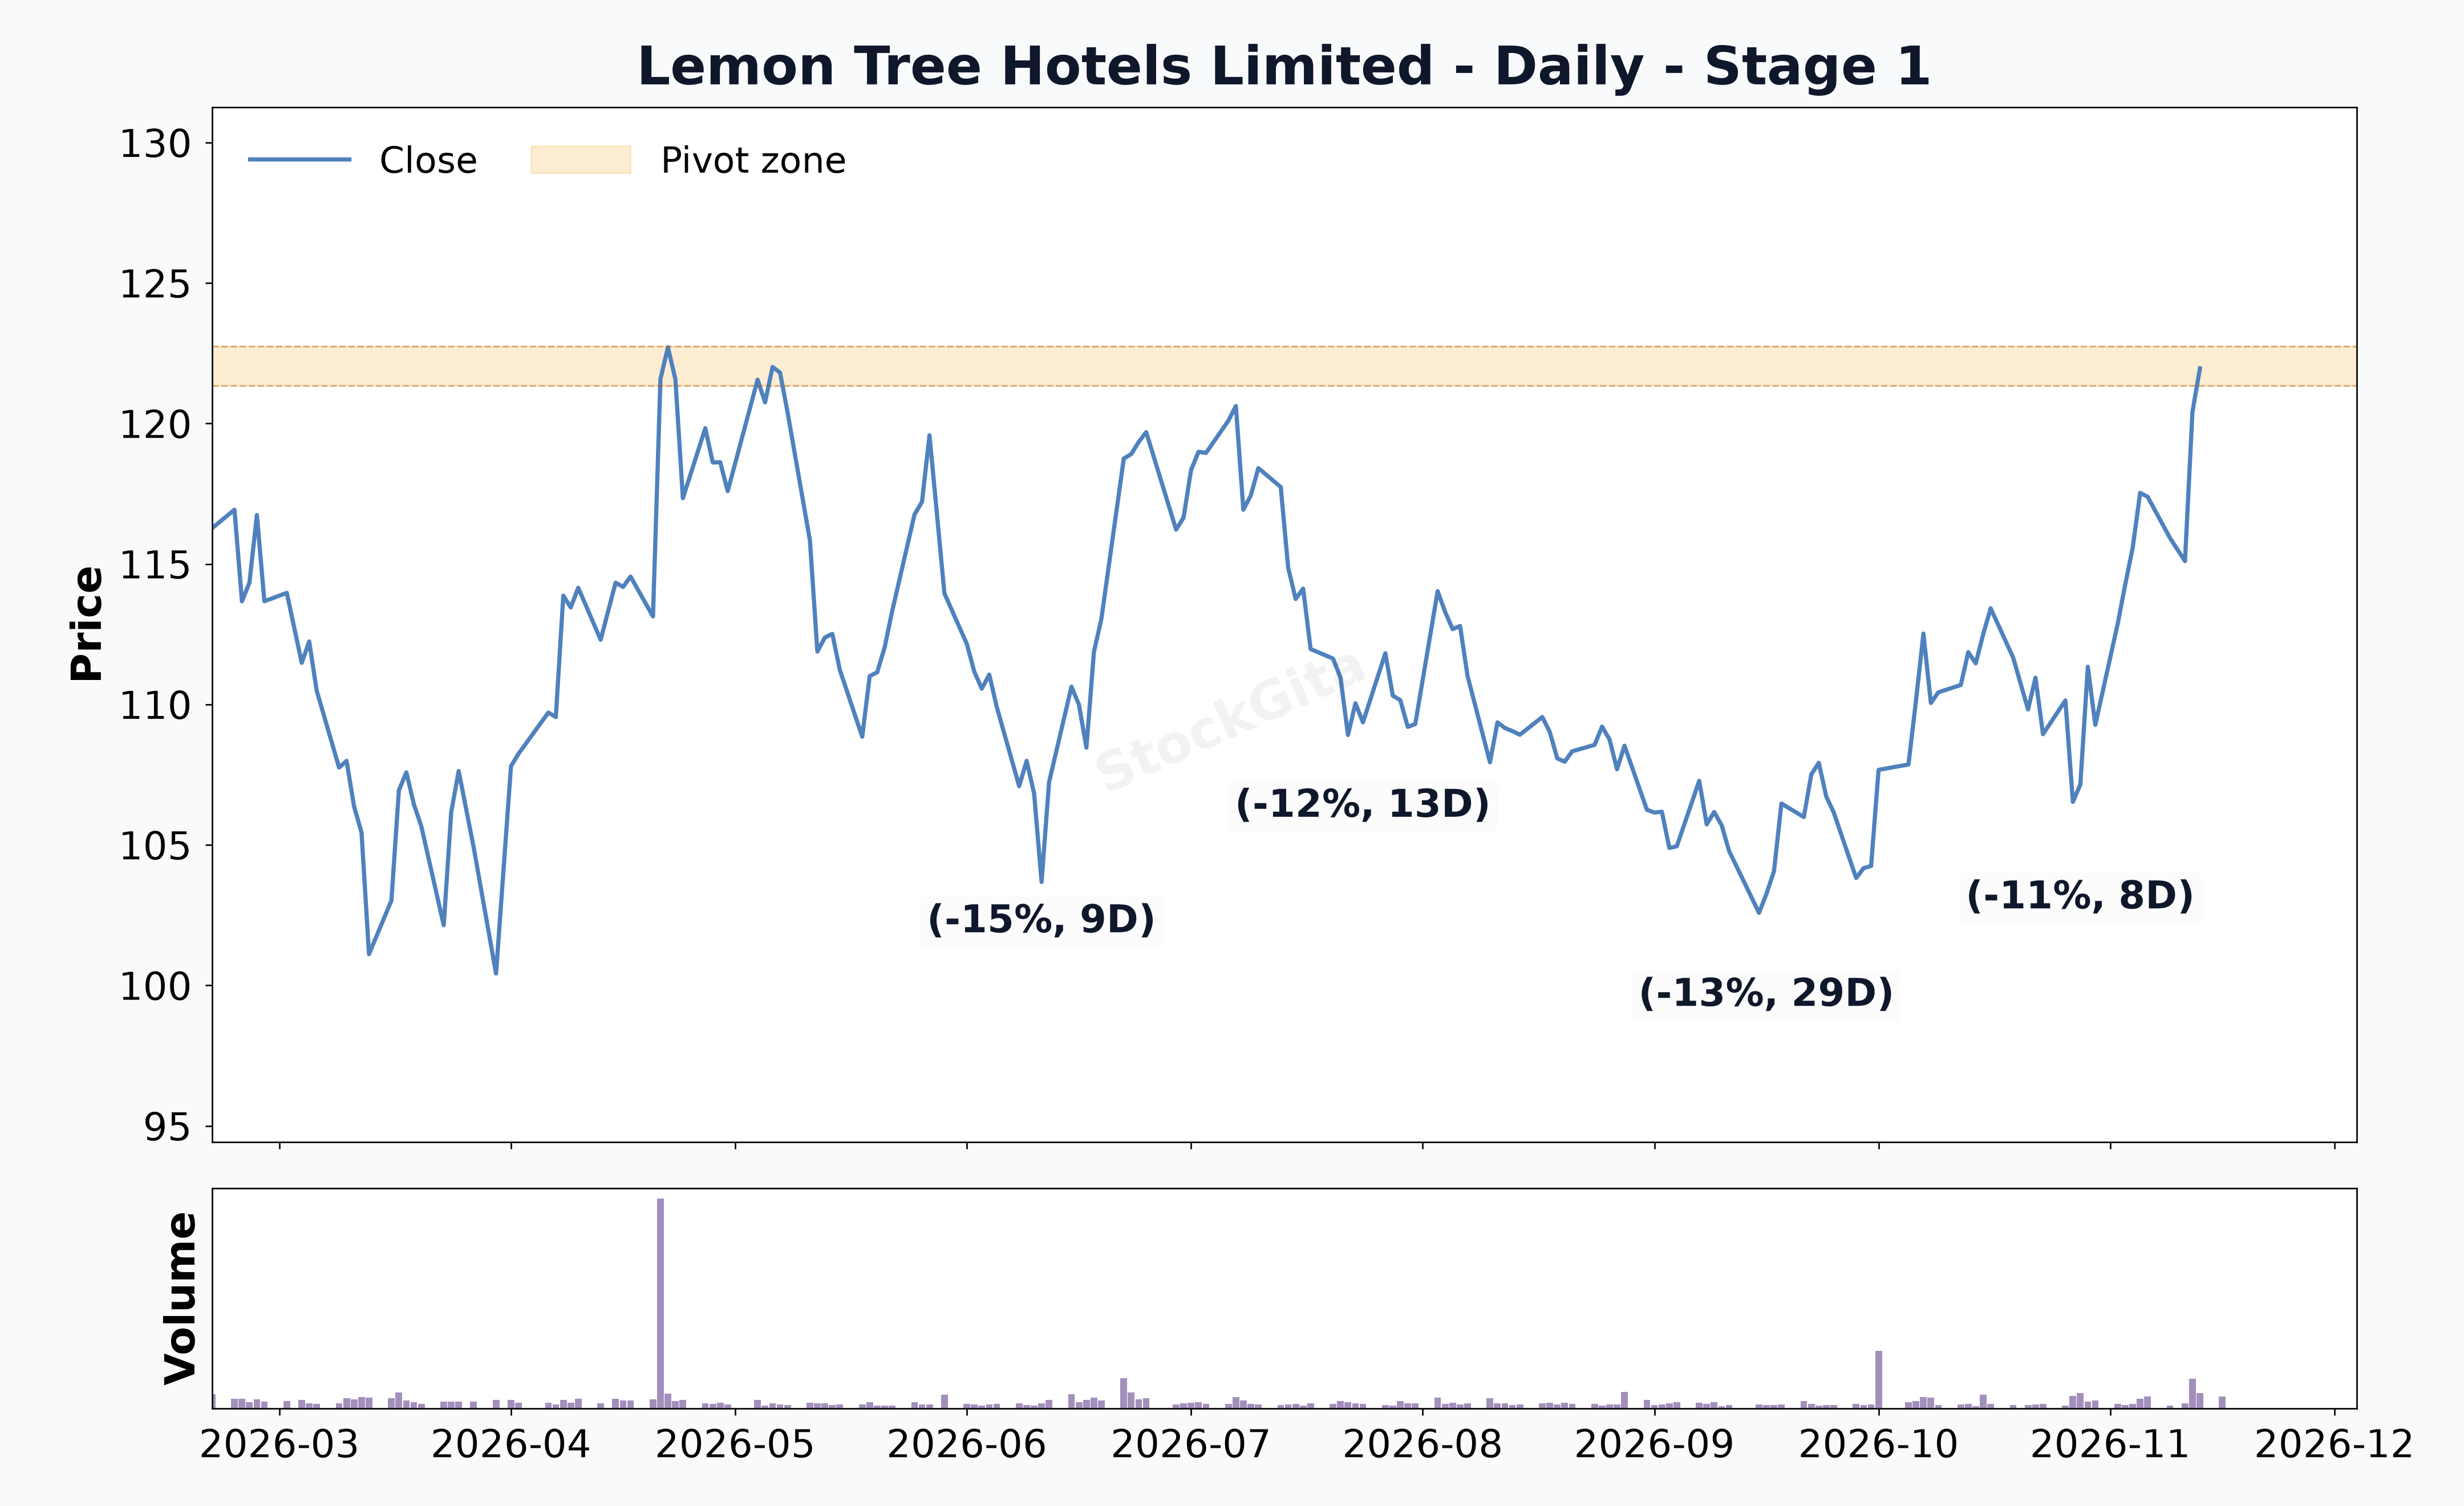 Lemon Tree Hotels Limited - Daily - Stage 1
Close
Pivot zone
130
125
120
115
110
105
100
95
Price
StockGita
(-15%, 9D)
(-12%, 13D)
(-13%, 29D)
(-11%, 8D)
Volume
2026-03
2026-04
2026-05
2026-06
2026-07
2026-08
2026-09
2026-10
2026-11
2026-12